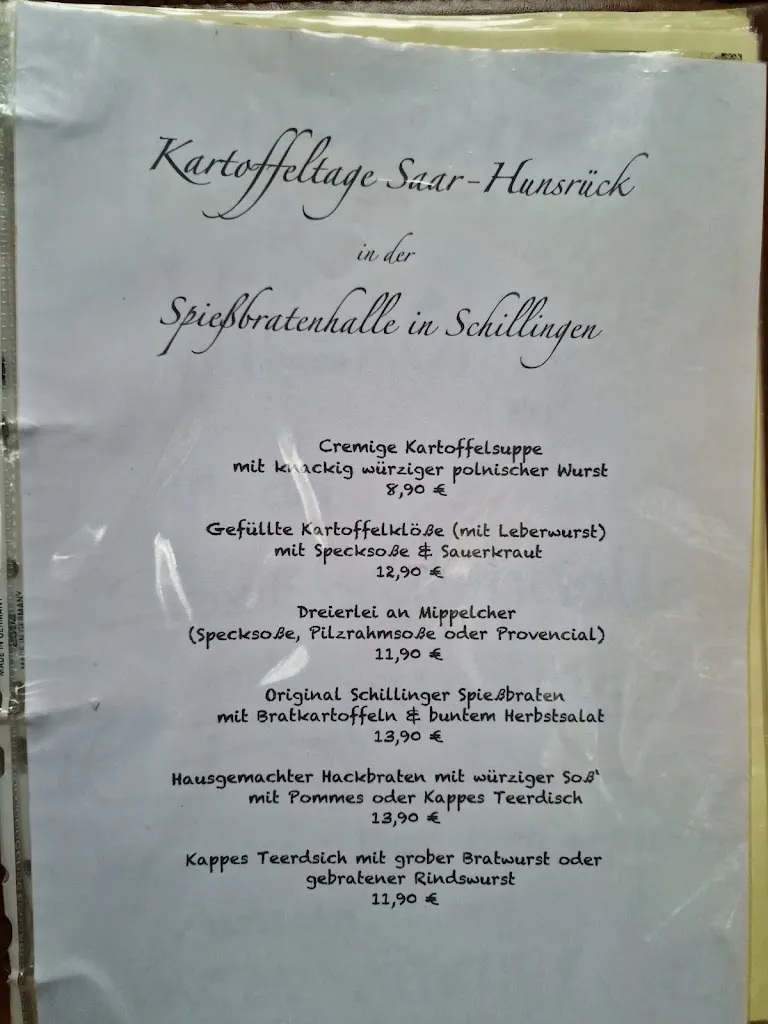 Kartoffeltage Saar-Hunsrück
in der
Spießbratenhalle in Schillingen
Cremige Kartoffelsuppe
mit knackig würziger polnischer Wurst
8,90 €
Gefüllte Kartoffelklöße (mit Leberwurst)
mit Specksoße & Sauerkraut
12,90 €
Dreierlei an Mippelcher
(Specksoße, Pilzrahmsoße oder Provencial)
11,90 €
Original Schillinger Spießbraten
mit Bratkartoffeln & buntem Herbstsalat
13,90 €
Hausgemachter Hackbraten mit würziger Soß'
mit Pommes oder Kappes Teerdisch
13,90 €
Kappes Teerdsich mit grober Bratwurst oder
gebratener Rindswurst
11,90 €
MADE IN GERMANY